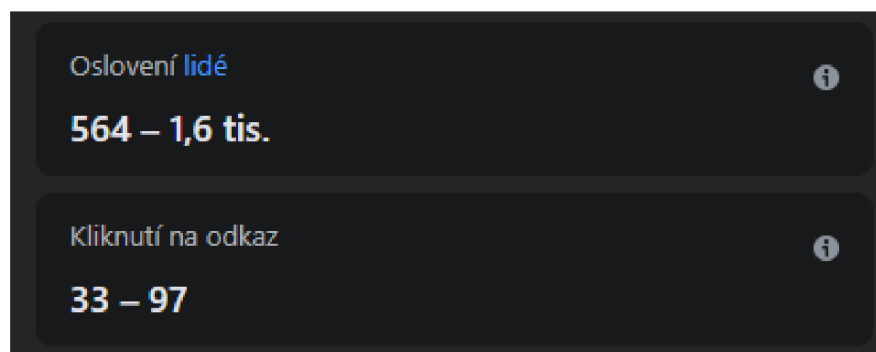 Oslovení lidé
564 – 1,6 tis.
Kliknutí na odkaz
33 – 97